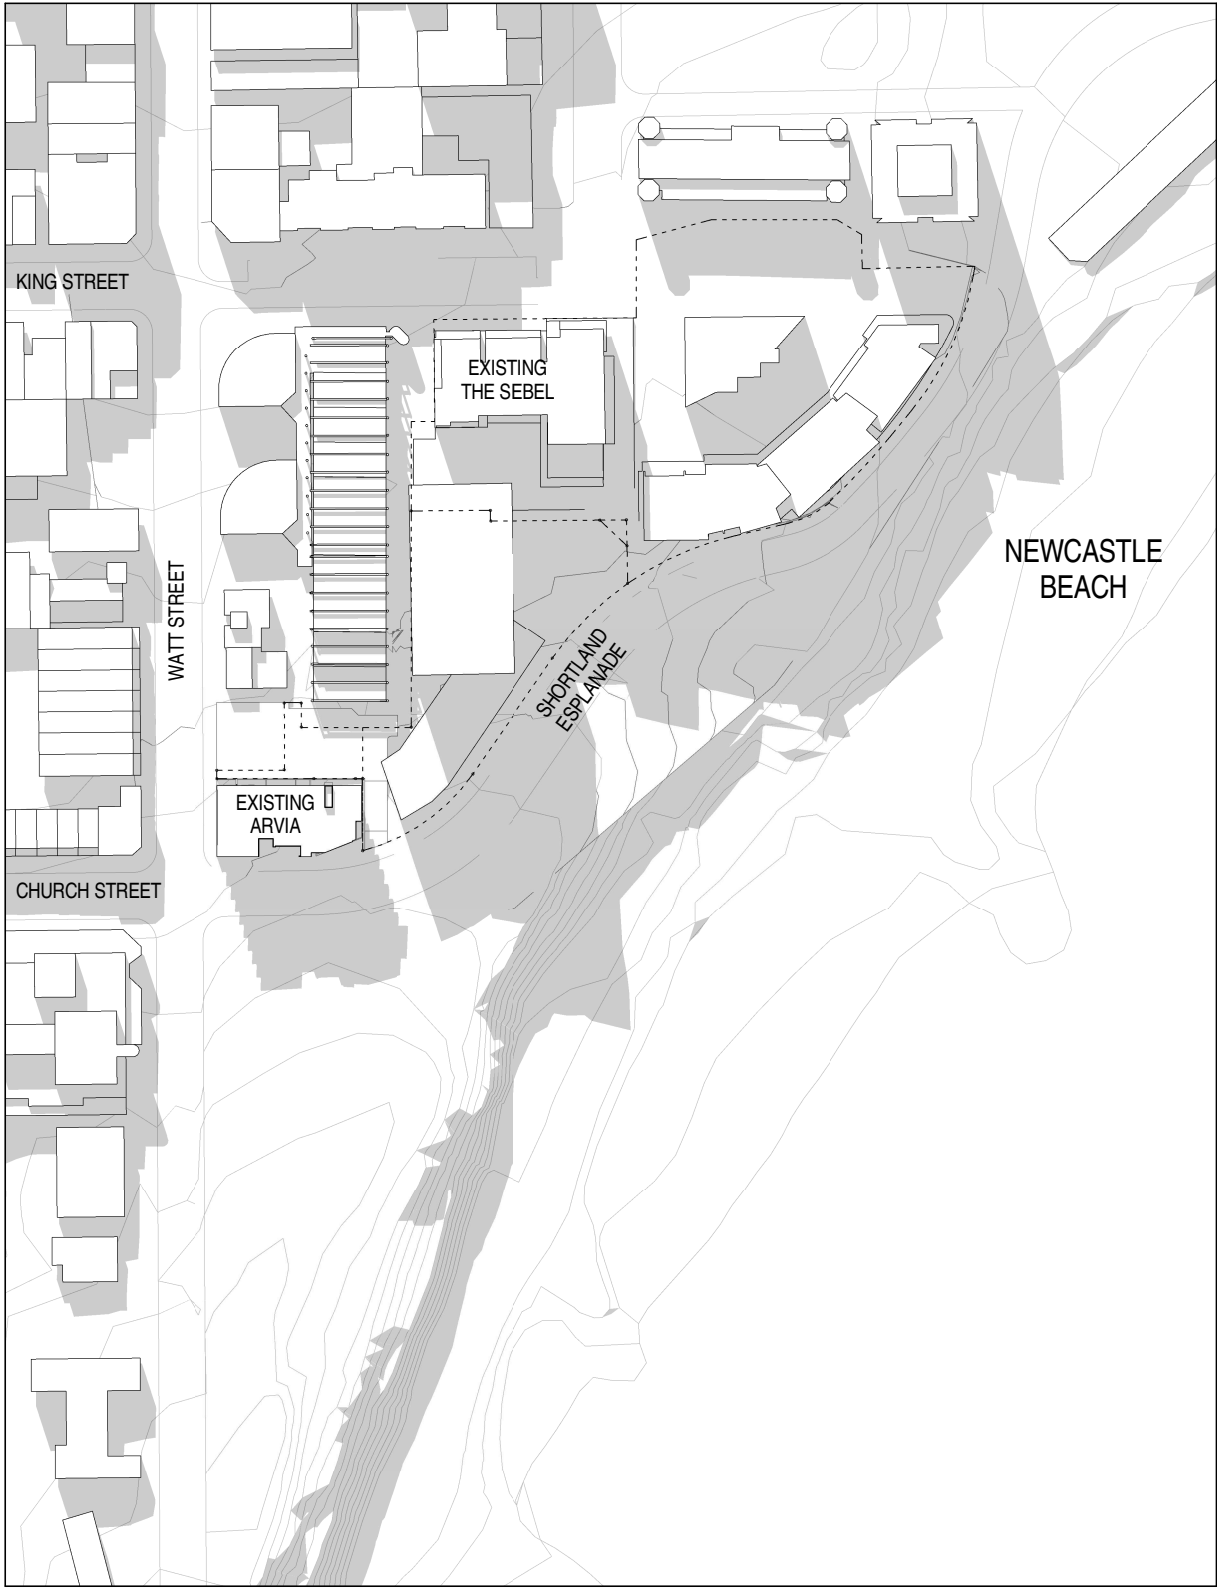 KING STREET
EXISTING
THE SEBEL
NEWCASTLE
BEACH
WATT STREET
SHORTLAND
ESPLANADE
EXISTING
ARVIA
CHURCH STREET